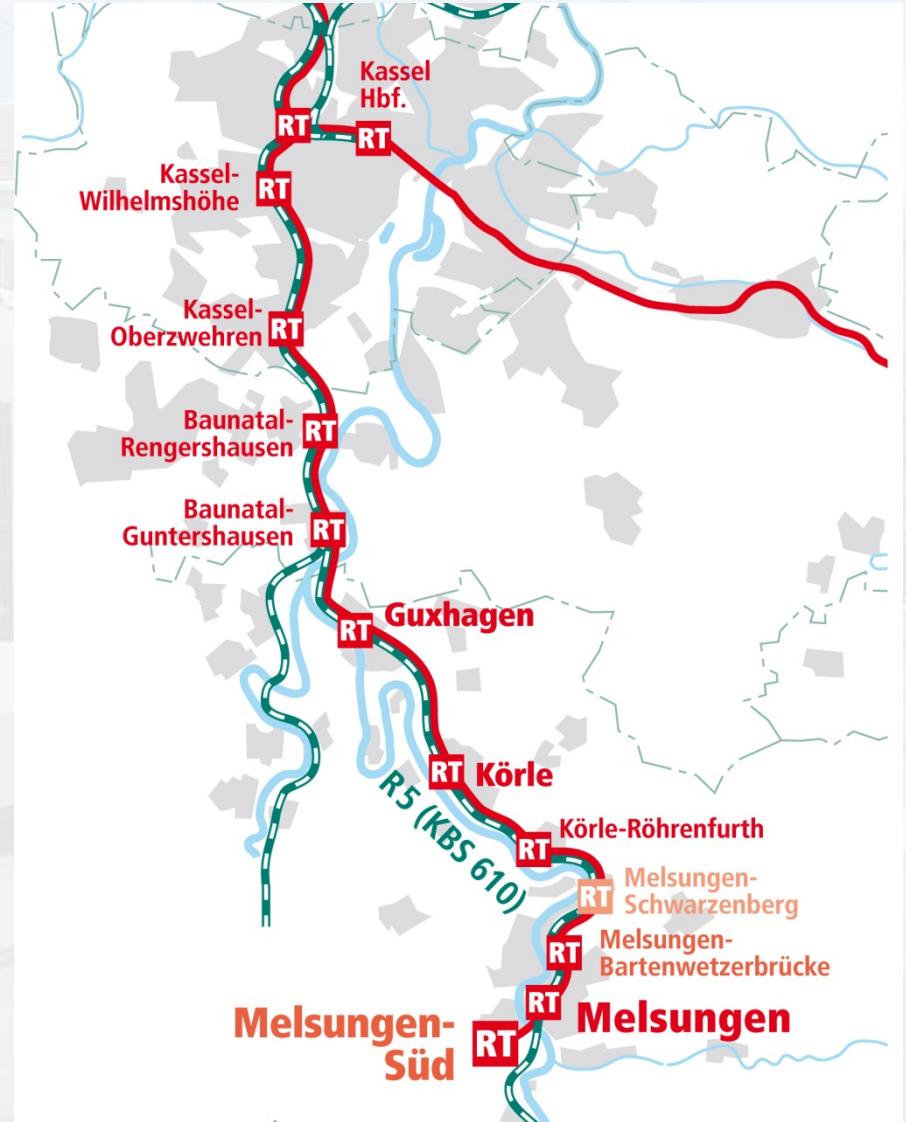 Kassel
Hbf.
RT
RT
Kassel-
Wilhelmshöhe
RT
Kassel-
Oberzwehren
RT
Baunatal-
Rengershausen
RT
Baunatal-
Guntershausen
RT
Guxhagen
RT
RT
Körle
R5 (KBS 610)
Körle-Röhrenfurth
RT
RT
Melsungen-
Schwarzenberg
RT
Melsungen-
Bartenwetzerbrücke
RT
Melsungen
Melsungen-
Süd
RT